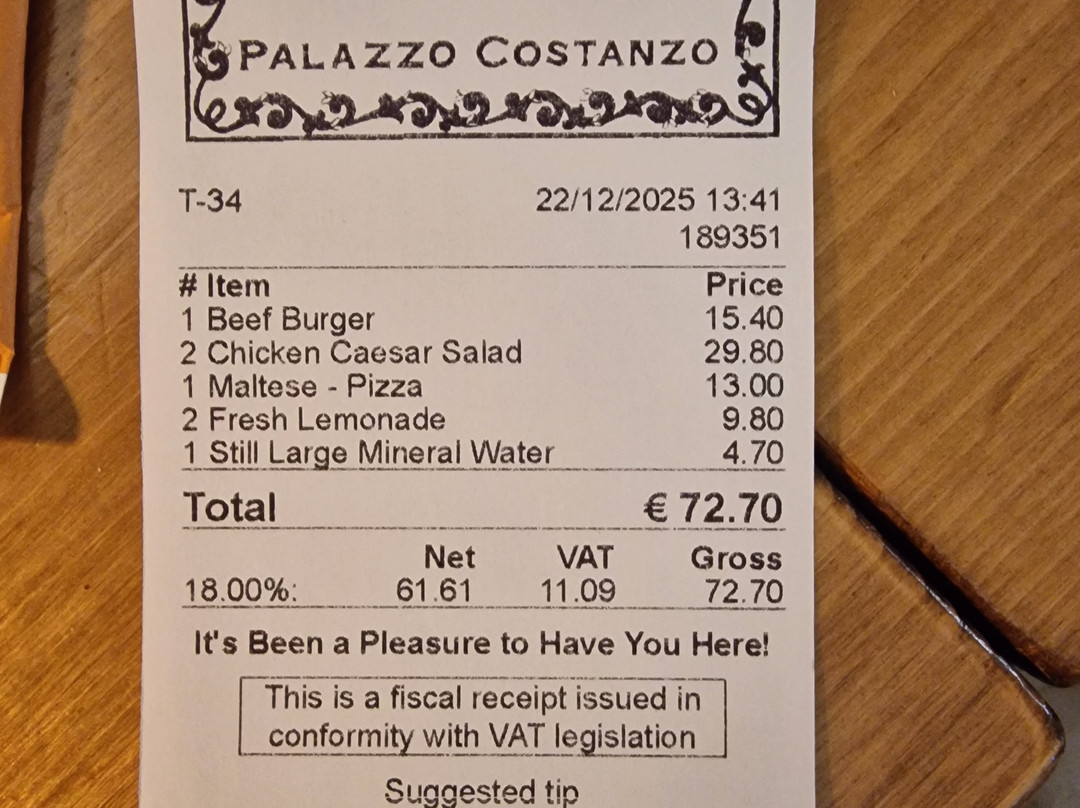 PALAZZO COSTANZO
T-34 22/12/2025 13:41
189351
# Item Price
1 Beef Burger 15.40
2 Chicken Caesar Salad 29.80
1 Maltese - Pizza 13.00
2 Fresh Lemonade 9.80
1 Still Large Mineral Water 4.70
Total € 72.70
Net VAT Gross
18.00%: 61.61 11.09 72.70
It's Been a Pleasure to Have You Here!
This is a fiscal receipt issued in
conformity with VAT legislation
Suggested tip